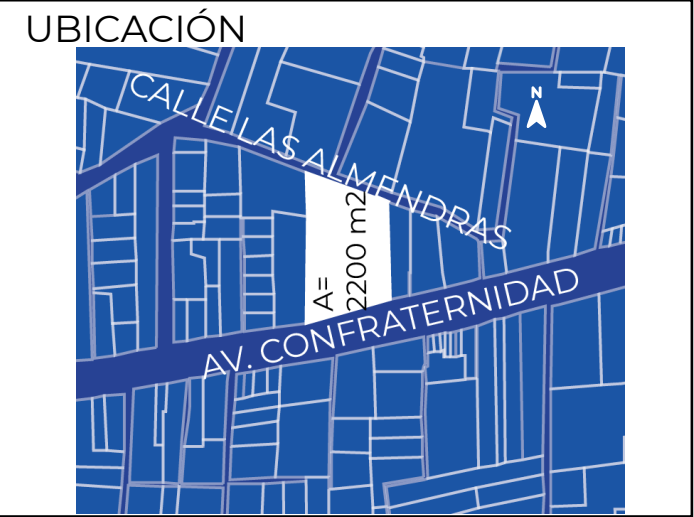 UBICACIÓN
N
CALLE LAS ALMENDRAS
A=
2200 m2
AV. CONFRATERNIDAD